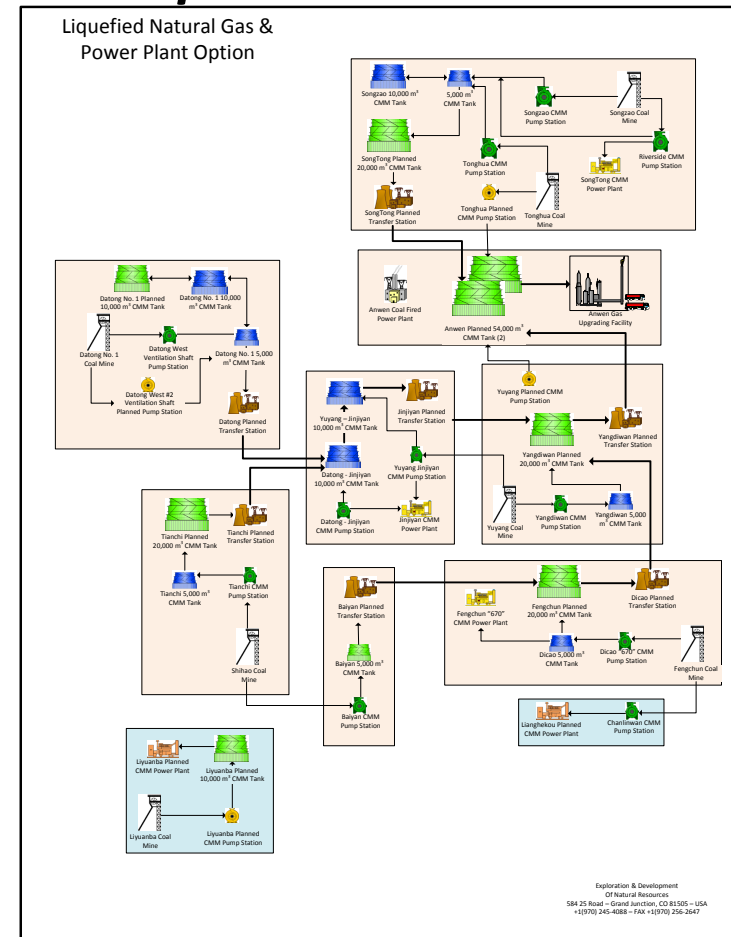 Liquefied Natural Gas &
Power Plant Option
Songzao 10,000 m³
CMM Tank
5,000 m³
CMM Tank
Songzao CMM
Pump Station
Songzao Coal
Mine
SongTong Planned
20,000 m³ CMM Tank
Tonghua CMM
Pump Station
SongTong CMM
Power Plant
Riverside CMM
Pump Station
SongTong Planned
Transfer Station
Tonghua Planned
CMM Pump Station
Tonghua Coal
Mine
Anwen Coal Fired
Power Plant
Anwen Planned 54,000 m³
CMM Tank (2)
Anwen Gas
Upgrading Facility
Datong No. 1 Planned
10,000 m³ CMM Tank
Datong No. 1 10,000
m³ CMM Tank
Datong No. 1
Coal Mine
Datong West
Ventilation Shaft
Pump Station
Datong No. 1 5,000
m³ CMM Tank
Datong West #2
Ventilation Shaft
Planned Pump Station
Datong Planned
Transfer Station
Yuyang – Jinjiyan
10,000 m³ CMM Tank
Jinjiyan Planned
Transfer Station
Datong - Jinjiyan
10,000 m³ CMM Tank
Yuyang Jinjiyan
CMM Pump Station
Datong - Jinjiyan
CMM Pump Station
Jinjiyan CMM
Power Plant
Yuyang Planned CMM
Pump Station
Yangdiwan Planned
20,000 m³ CMM Tank
Yangdiwan Planned
Transfer Station
Yuyang Coal
Mine
Yangdiwan CMM
Pump Station
Yangdiwan 5,000
m³ CMM Tank
Tianchi Planned
20,000 m³ CMM Tank
Tianchi Planned
Transfer Station
Tianchi 5,000 m³
CMM Tank
Tianchi CMM
Pump Station
Shihao Coal
Mine
Baiyan Planned
Transfer Station
Baiyan 5,000 m³
CMM Tank
Baiyan CMM
Pump Station
Fengchun "670"
CMM Power Plant
Fengchun Planned
20,000 m³ CMM Tank
Dicao Planned
Transfer Station
Dicao 5,000 m³
CMM Tank
Dicao "670" CMM
Pump Station
Fengchun Coal
Mine
Lianghekou Planned
CMM Power Plant
Chanlinwan CMM
Pump Station
Liyuanba Planned
CMM Power Plant
Liyuanba Planned
10,000 m³ CMM Tank
Liyuanba Coal
Mine
Liyuanba Planned
CMM Pump Station
Exploration & Development
Of Natural Resources
584 25 Road – Grand Junction, CO 81505 – USA
+1(970) 245-4088 – FAX +1(970) 256-2647